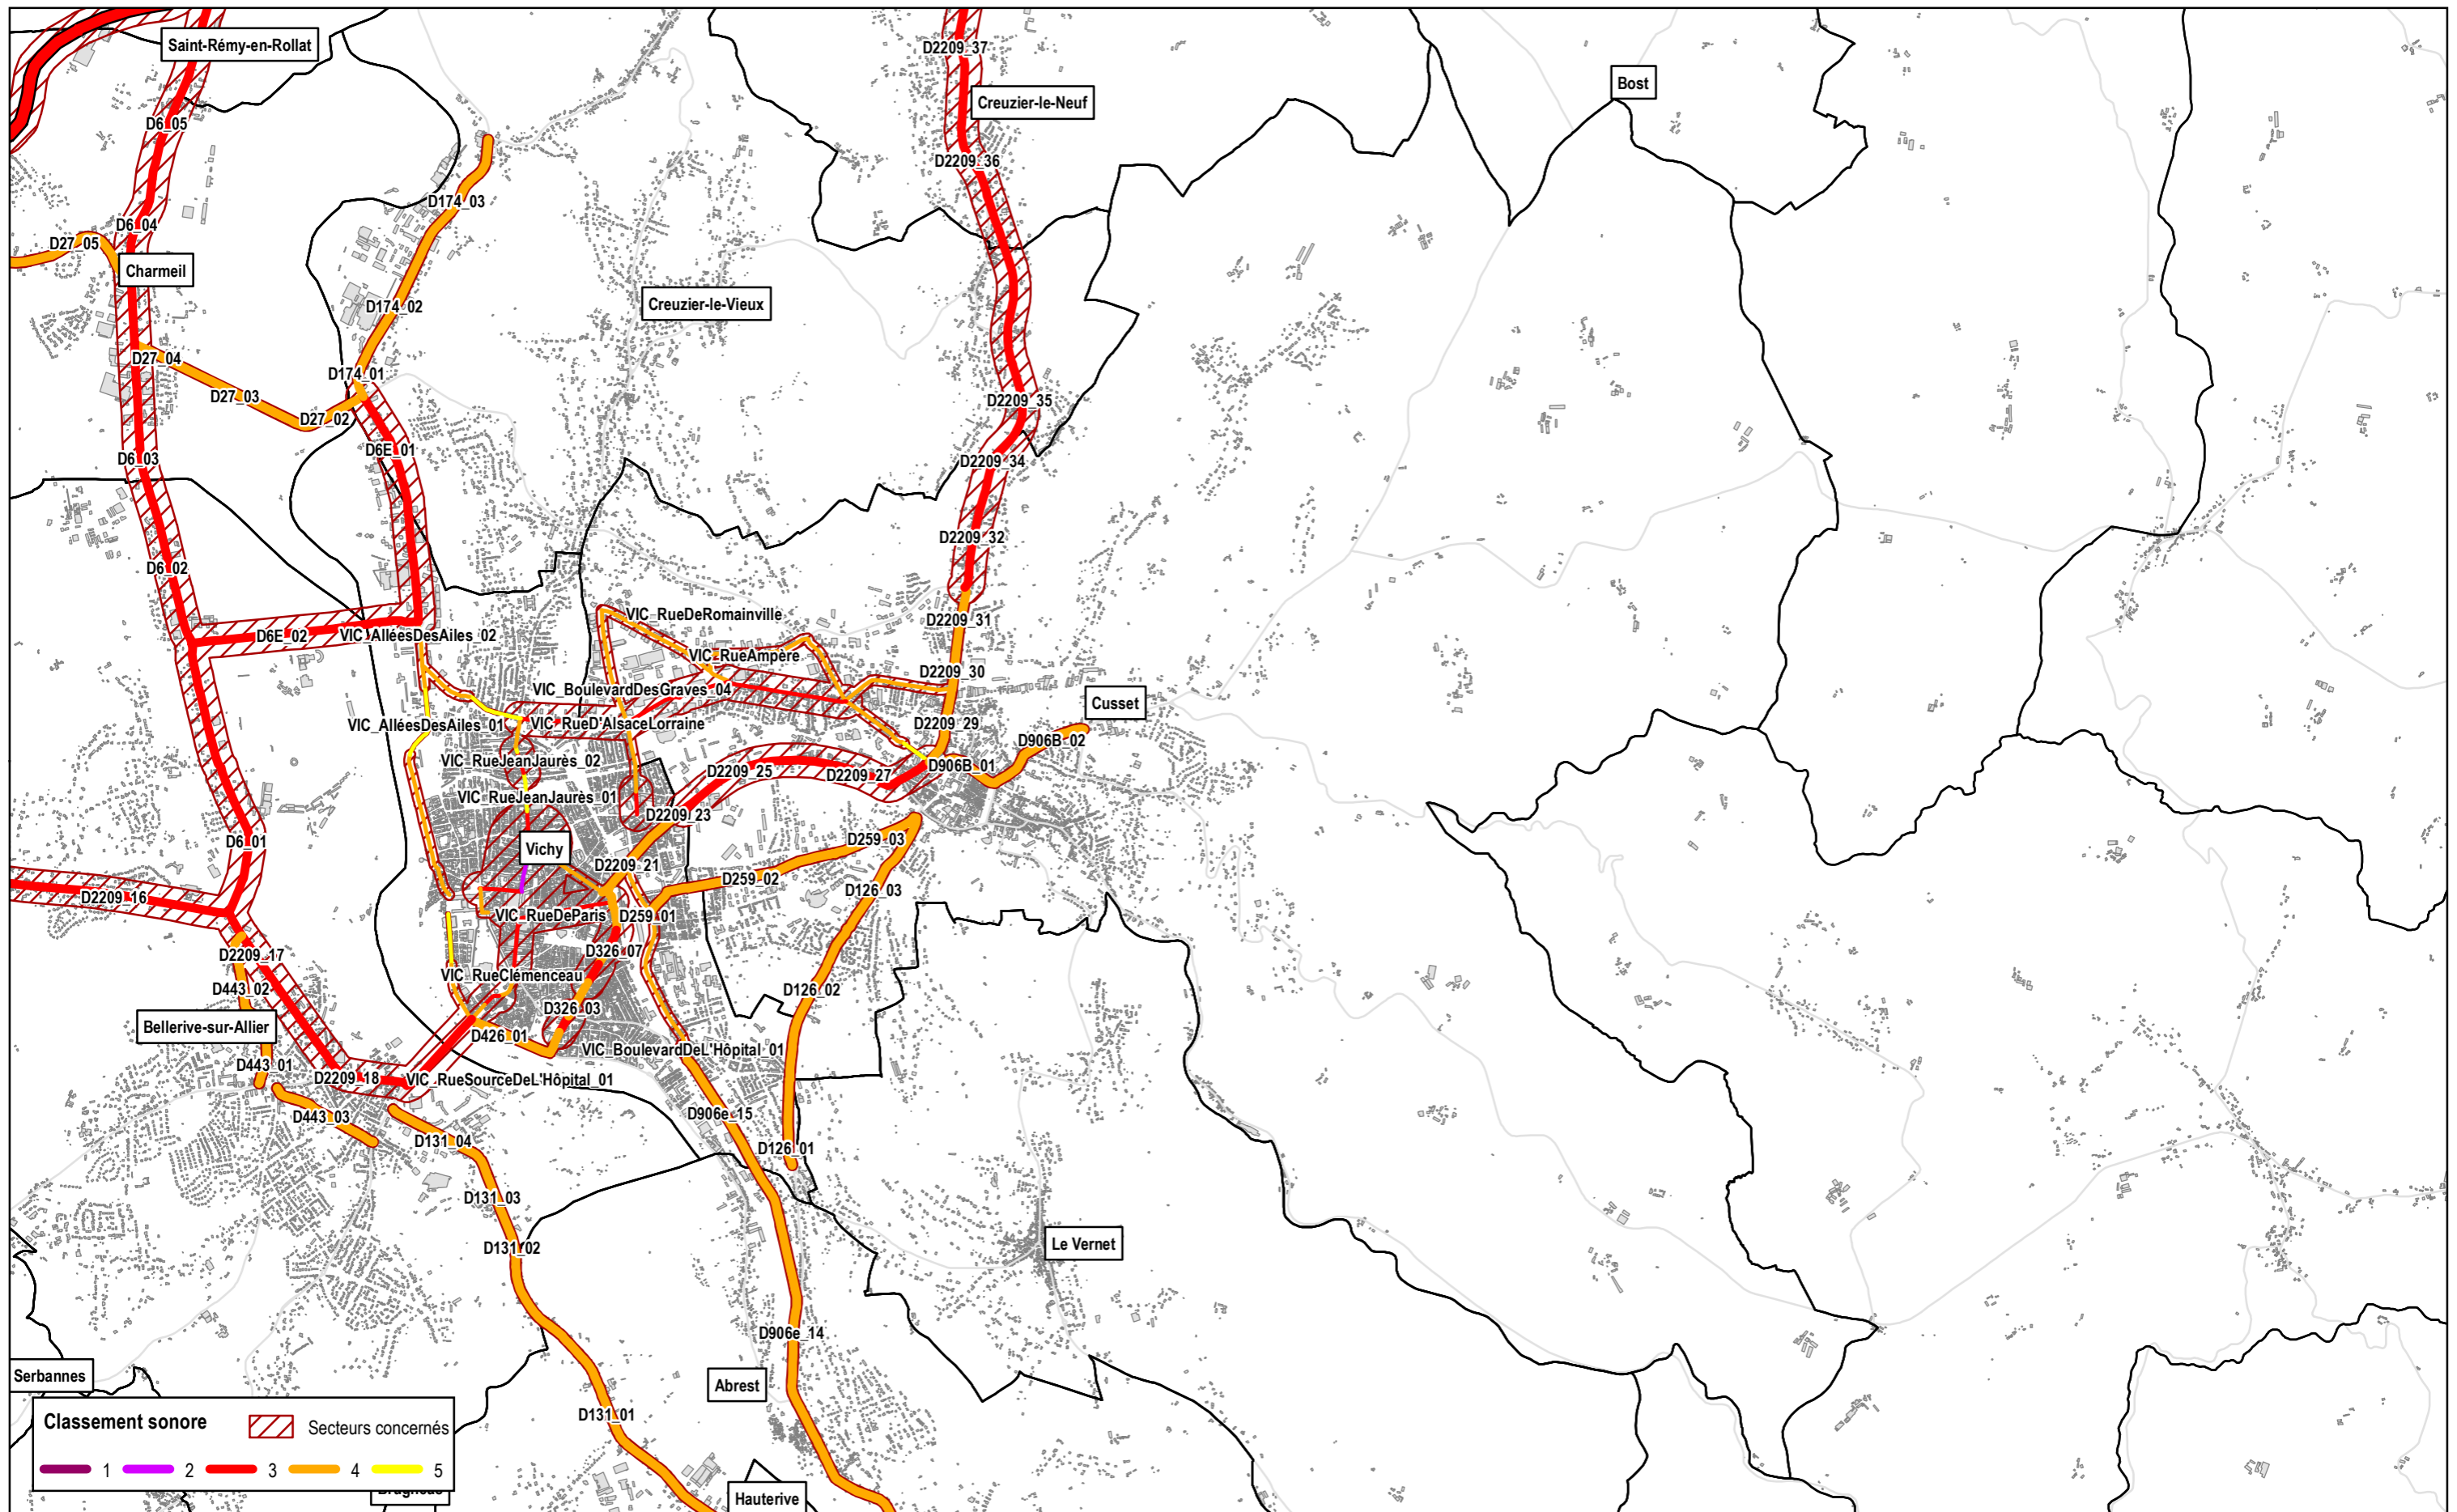 Saint-Rémy-en-Rollat
D2209_37
Bost
Creuzier-le-Neuf
D6_05
D2209_36
D174_03
D6_04
D27_05
Charmeil
Creuzier-le-Vieux
D174_02
D27_04
D174_01
D27_03
D2209_35
D27_02
D6E_01
D6_03
D2209_34
D2209_32
D6_02
VIC_RueDeRomainville
D2209_31
D6E_02
VIC_AlléesDesAiles_02
VIC_RueAmpère
D2209_30
VIC_BoulevardDesGraves_04
Cusset
VIC_AlléesDesAiles_01
VIC_RueD'AlsaceLorraine
D2209_29
D906B_02
VIC_RueJeanJaurès_02
D2209_25
D2209_27
D906B_01
VIC_RueJeanJaurès_01
D2209_23
D6_01
Vichy
D259_03
D2209_21
D259_02
D126_03
D2209_16
VIC_RueDeParis
D259_01
D2209_17
D326_07
VIC_RueClémenceau
D443_02
D126_02
D326_03
Bellerive-sur-Allier
D426_01
VIC_BoulevardDeL'Hôpital_01
D443_01
D2209_18
VIC_RueSourceDeL'Hôpital_01
D443_03
D906e_15
D131_04
D126_01
D131_03
D131_02
Le Vernet
D906e_14
Serbannes
Abrest
D131_01
Classement sonore
Secteurs concernés
1
2
3
4
5
Hauterive